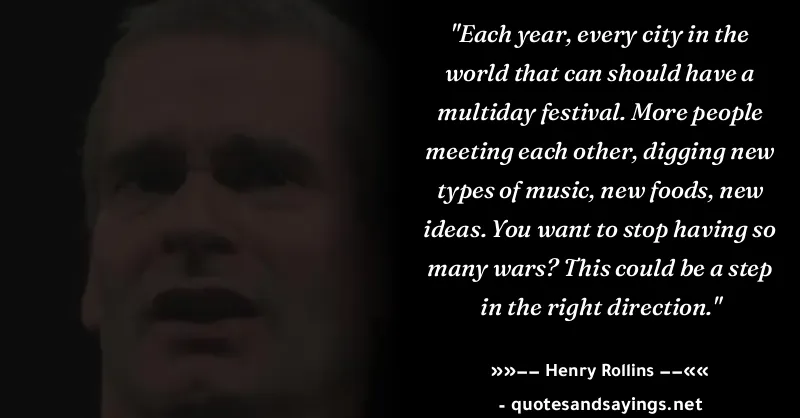 "Each year, every city in the
world that can should have a
multiday festival. More people
meeting each other, digging new
types of music, new foods, new
ideas. You want to stop having so
many wars? This could be a step
in the right direction."
»»−− Henry Rollins −−««
- quotesandsayings.net